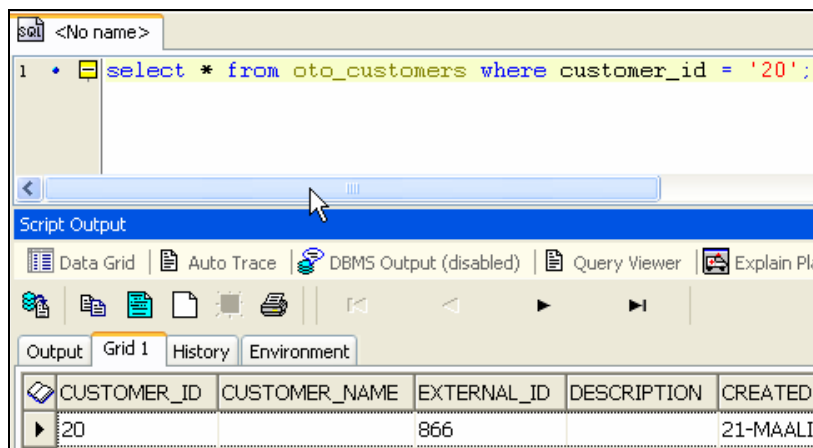 SQL <No name>
1 select * from oto_customers where customer_id = '20';
Script Output
Data Grid Auto Trace DBMS Output (disabled) Query Viewer Explain
Output Grid 1 History Environment
CUSTOMER_ID CUSTOMER_NAME EXTERNAL_ID DESCRIPTION CREATED
20 866 21-MAALI